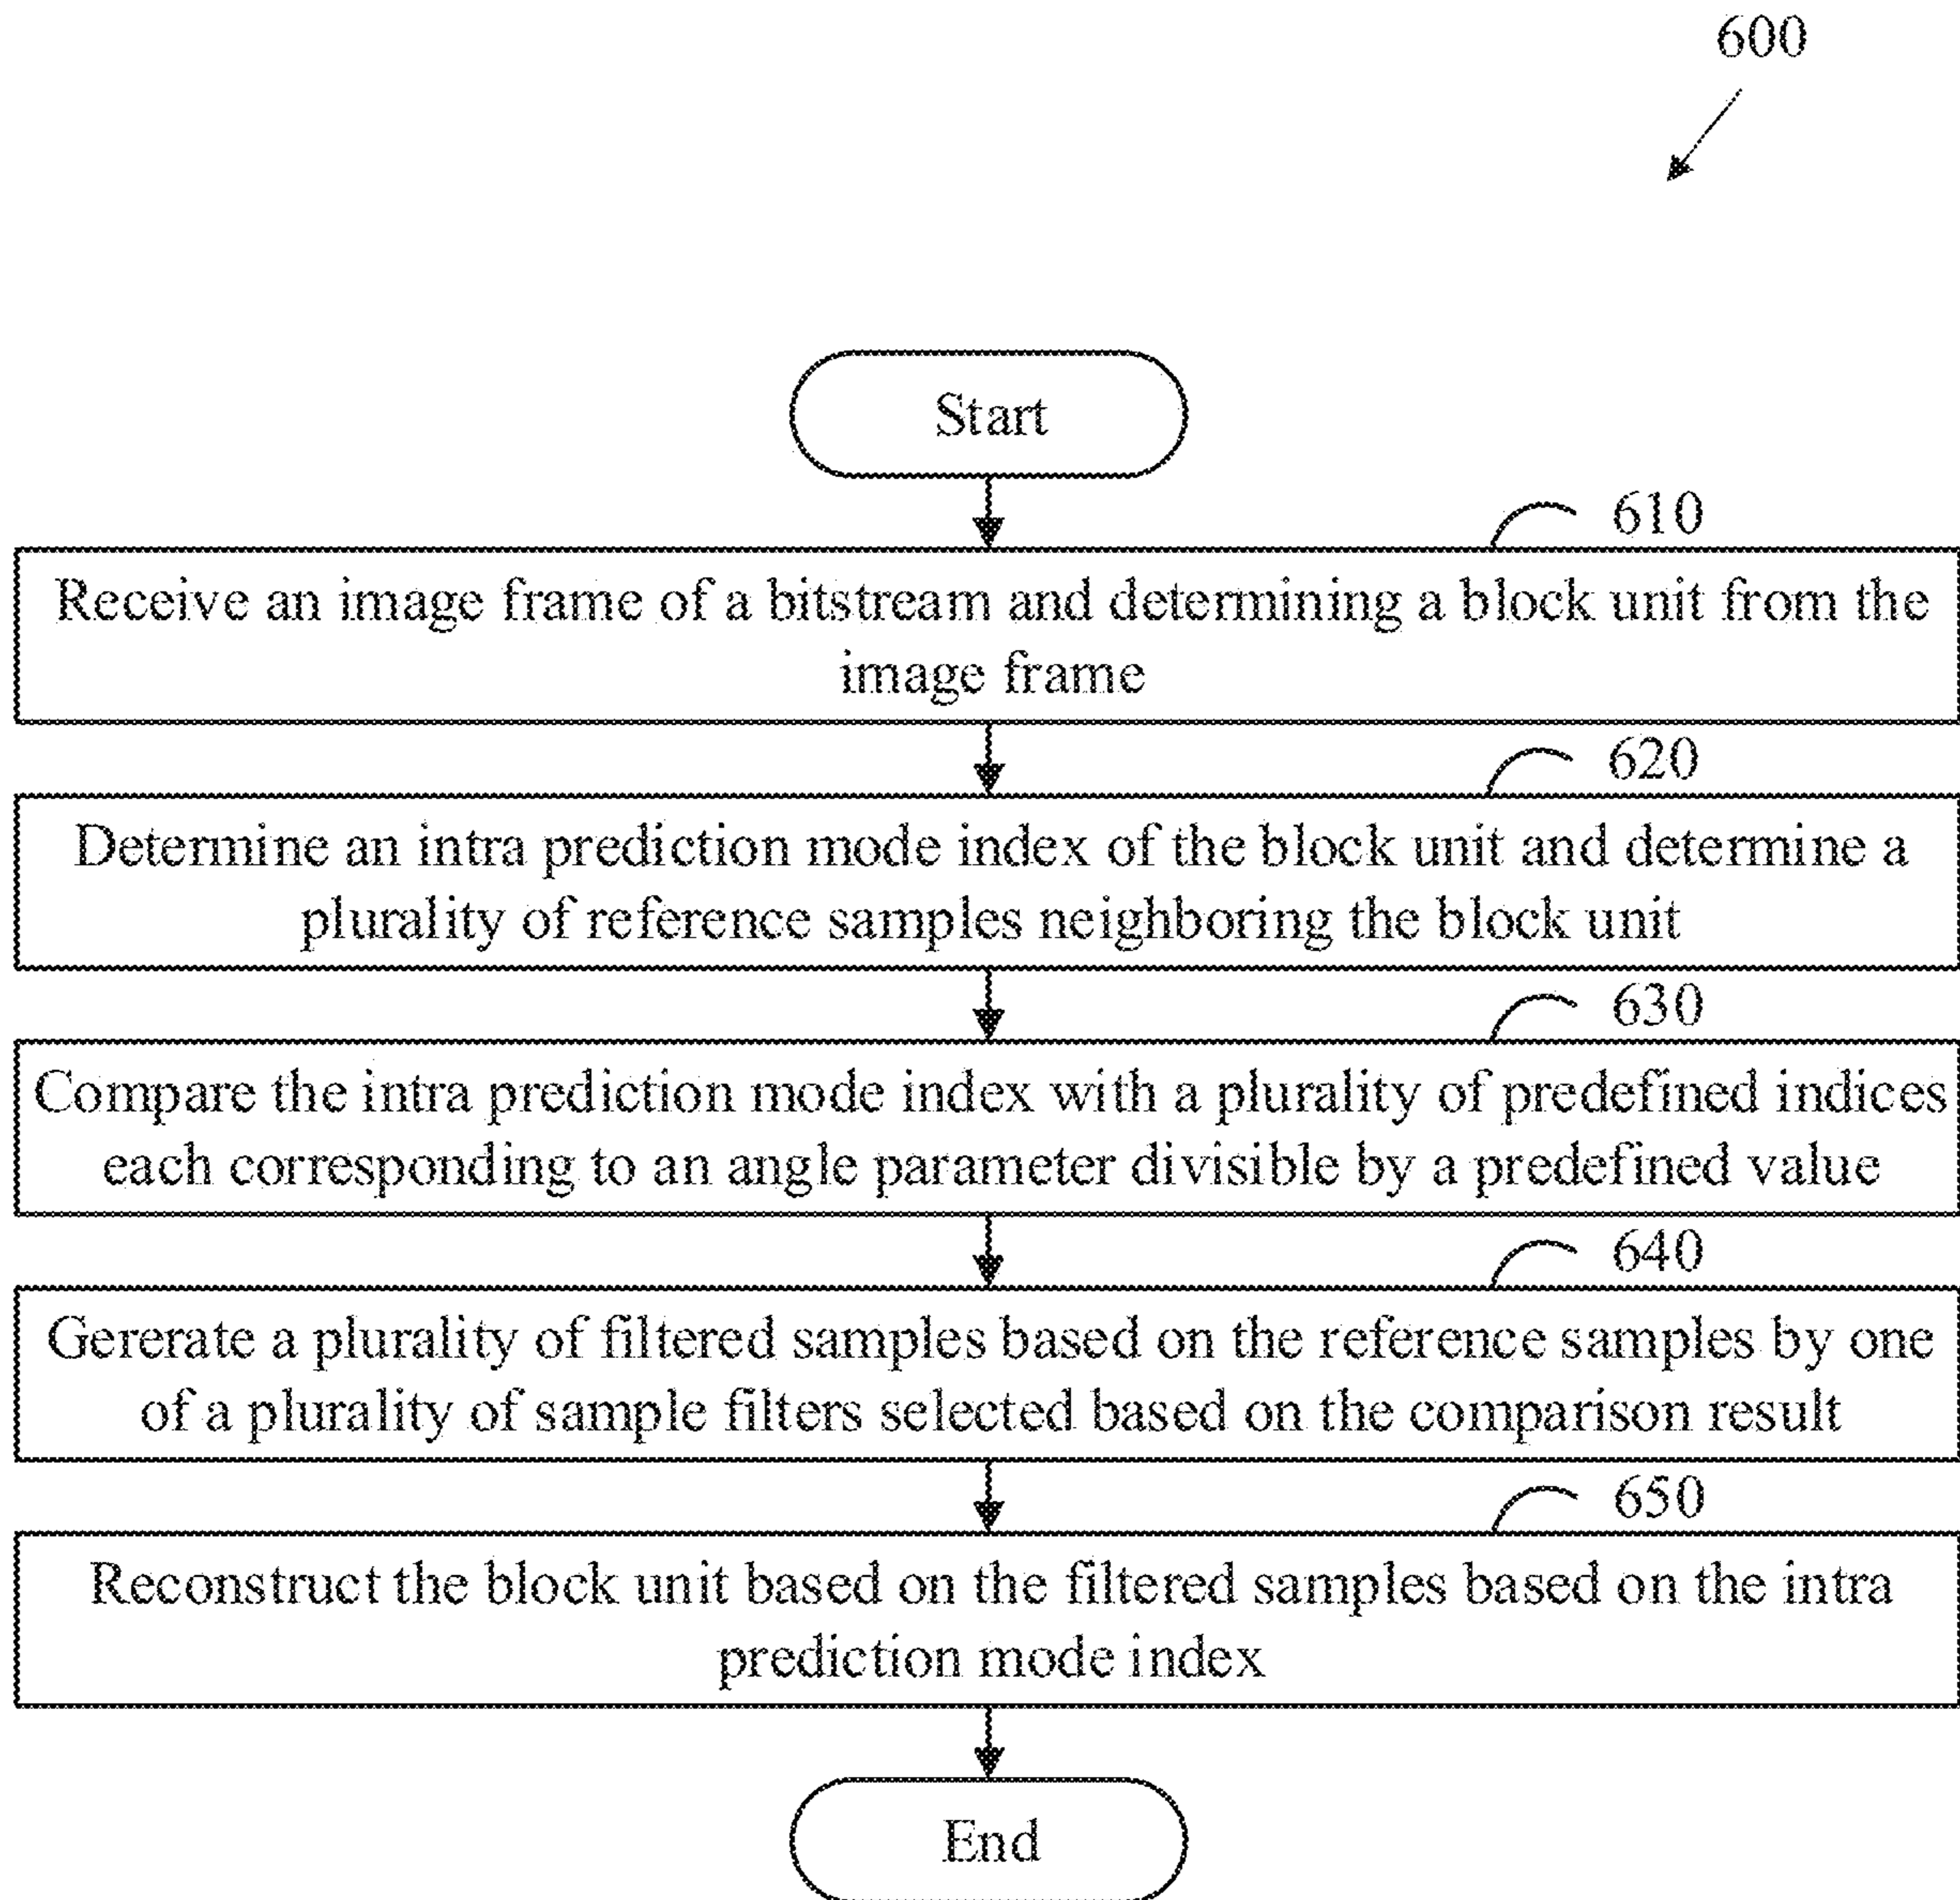 600
Start
610
Receive an image frame of a bitstream and determining a block unit from the
image frame
620
Determine an intra prediction mode index of the block unit and determine a
plurality of reference samples neighboring the block unit
630
Compare the intra prediction mode index with a plurality of predefined indices
each corresponding to an angle parameter divisible by a predefined value
640
Gererate a plurality of filtered samples based on the reference samples by one
of a plurality of sample filters selected based on the comparison result
650
Reconstruct the block unit based on the filtered samples based on the intra
prediction mode index
End